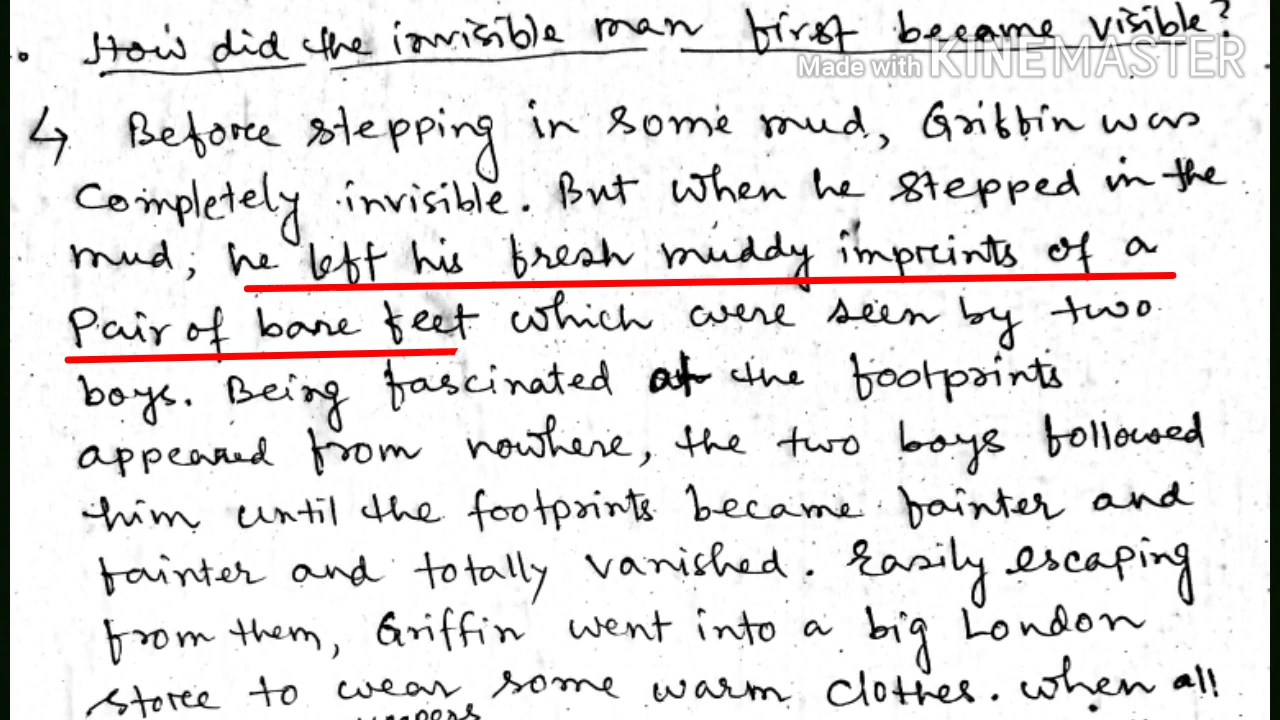 How did the invisible man first became visible?
Made with KINEMASTER
↳ Before stepping in some mud, Griffin was
Completely invisible. But when he stepped in the
mud, he left his fresh muddy impreints of a
Pair of bare feet which were seen by two
boys. Being fascinated at the footprints
appeared from nowhere, the two boys followed
him until the footprints became fainter and
fainter and totally vanished. Easily escaping
from them, Griffin went into a big London
store to wear some warm clothes. When all